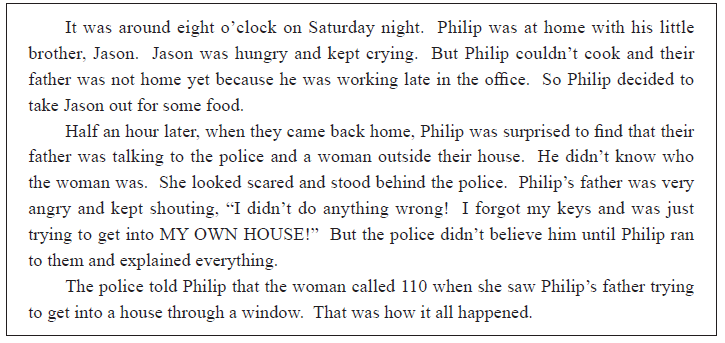 It was around eight o’clock on Saturday night. Philip was at home with his little
brother, Jason. Jason was hungry and kept crying. But Philip couldn’t cook and their
father was not home yet because he was working late in the office. So Philip decided to
take Jason out for some food.
Half an hour later, when they came back home, Philip was surprised to find that their
father was talking to the police and a woman outside their house. He didn’t know who
the woman was. She looked scared and stood behind the police. Philip’s father was very
angry and kept shouting, “I didn’t do anything wrong! I forgot my keys and was just
trying to get into MY OWN HOUSE!” But the police didn’t believe him until Philip ran
to them and explained everything.
The police told Philip that the woman called 110 when she saw Philip’s father trying
to get into a house through a window. That was how it all happened.